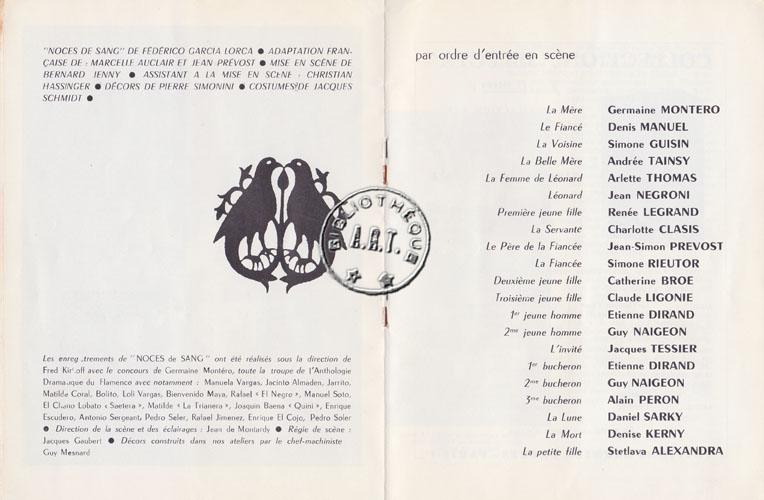 "NOCES DE SANG" DE FÉDÉRICO GARCIA LORCA ● ADAPTATION FRAN-
ÇAISE DE : MARCELLE AUCLAIR ET JEAN PRÉVOST ● MISE EN SCÈNE DE
BERNARD JENNY ● ASSISTANT A LA MISE EN SCÈNE : CHRISTIAN
HASSINGER ● DÉCORS DE PIERRE SIMONINI ● COSTUMES DE JACQUES
SCHMIDT ●
BIBLIOTHÈQUE
A.R.T.
Les enreg .trements de "NOCES de SANG" ont été réalisés sous la direction de
Fred Kir .off avec le concours de Germaine Montéro, toute la troupe de l'Anthologie
Dramatique du Flamenco avec notamment : Manuela Vargas, Jacinto Almaden, Jarrito,
Matilde Coral, Bolito, Loli Vargas, Bienvenido Maya, Rafael « El Negro », Manuel Soto,
El Chano Lobato « Saetera », Matilde « La Trianera », Joaquin Baena « Quini », Enrique
Escudero, Antonio Sergeant, Pedro Seler, Rafael Jimenez, Enrique El Cojo, Pedro Soler
● Direction de la scène et des éclairages : Jean de Montardy ● Régie de scène :
Jacques Gaubert ● Décors construits dans nos ateliers par le chef-machiniste
Guy Mesnard
par ordre d'entrée en scène
La Mère Germaine MONTERO
Le Fiancé Denis MANUEL
La Voisine Simone GUISIN
La Belle Mère Andrée TAINSY
La Femme de Léonard Arlette THOMAS
Léonard Jean NEGRONI
Première jeune fille Renée LEGRAND
La Servante Charlotte CLASIS
Le Père de la Fiancée Jean-Simon PREVOST
La Fiancée Simone RIEUTOR
Deuxième jeune fille Catherine BROE
Troisième jeune fille Claude LIGONIE
1er jeune homme Etienne DIRAND
2me jeune homme Guy NAIGEON
L'invité Jacques TESSIER
1er bucheron Etienne DIRAND
2me bucheron Guy NAIGEON
3me bucheron Alain PERON
La Lune Daniel SARKY
La Mort Denise KERNY
La petite fille Stetlava ALEXANDRA